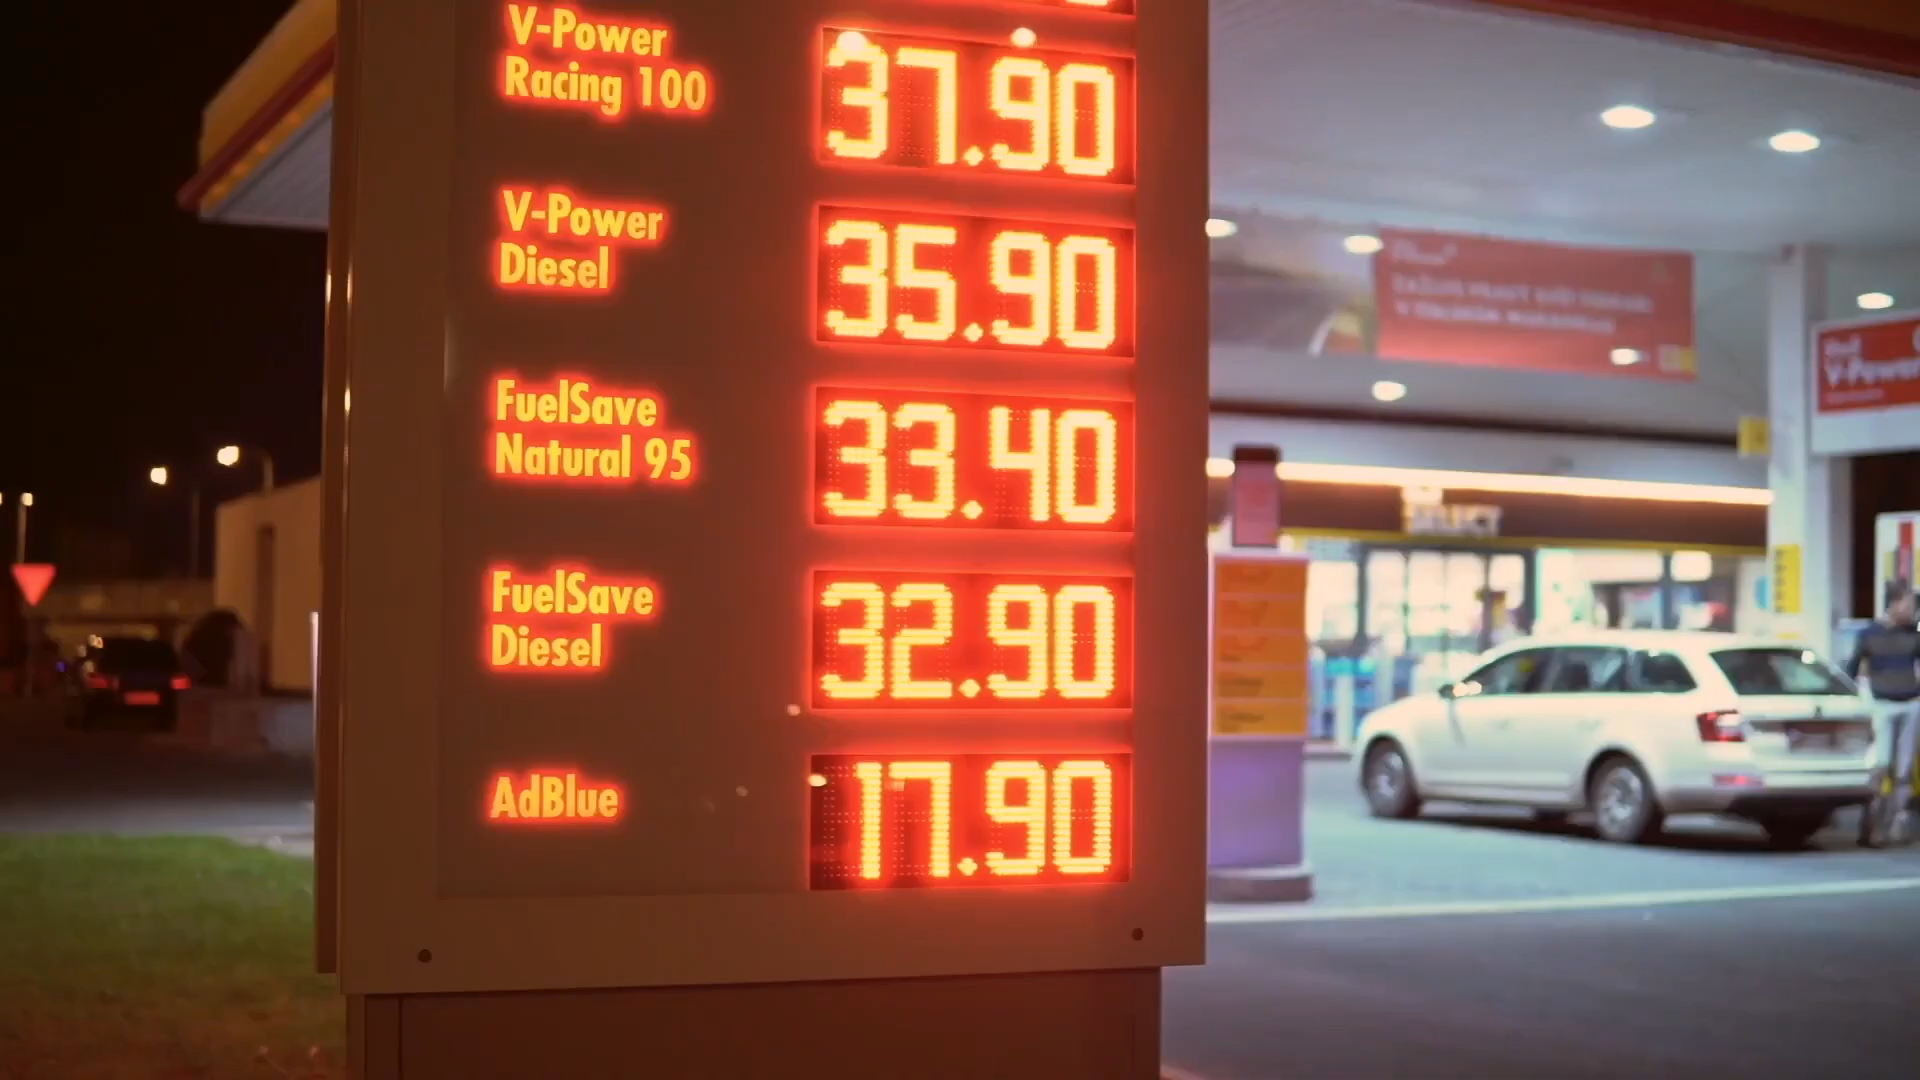 V-Power
Racing 100
37.90
V-Power
Diesel
35.90
FuelSave
Natural 95
33.40
FuelSave
Diesel
32.90
AdBlue
17.90
V-Power